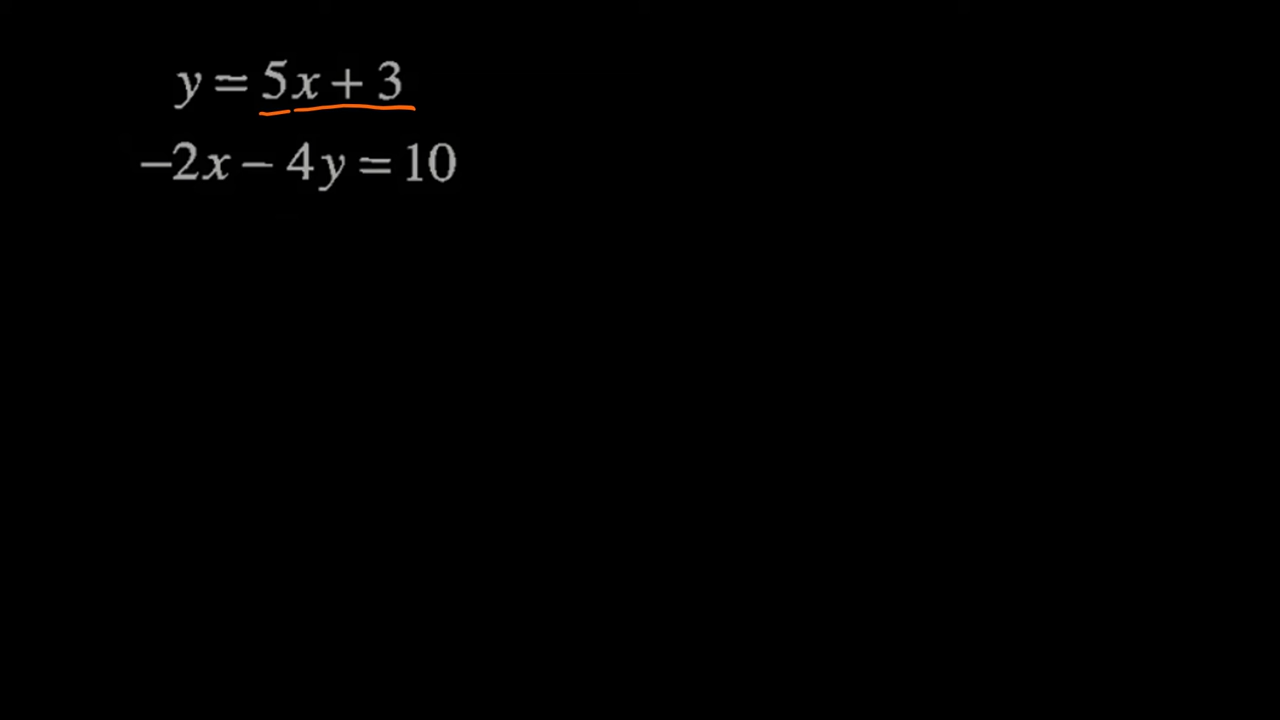 y = 5x + 3
−2x − 4y = 10